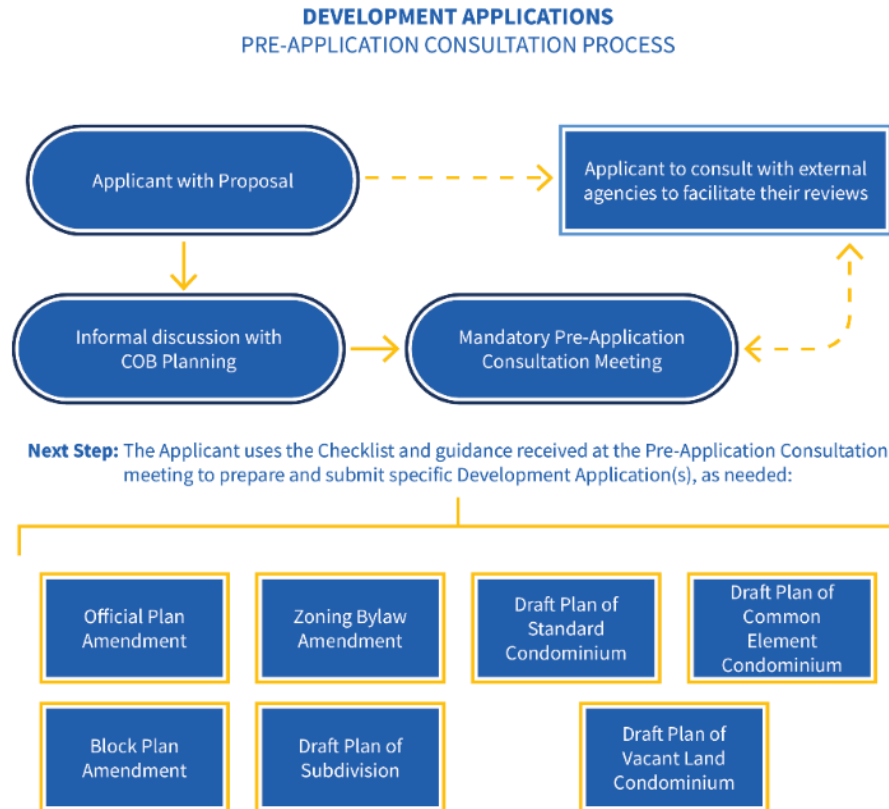 DEVELOPMENT APPLICATIONS
PRE-APPLICATION CONSULTATION PROCESS
Applicant with Proposal
Applicant to consult with external
agencies to facilitate their reviews
Informal discussion with
COB Planning
Mandatory Pre-Application
Consultation Meeting
Next Step: The Applicant uses the Checklist and guidance received at the Pre-Application Consultation
meeting to prepare and submit specific Development Application(s), as needed:
Official Plan
Amendment
Zoning Bylaw
Amendment
Draft Plan of
Standard
Condominium
Draft Plan of
Common
Element
Condominium
Block Plan
Amendment
Draft Plan of
Subdivision
Draft Plan of
Vacant Land
Condominium